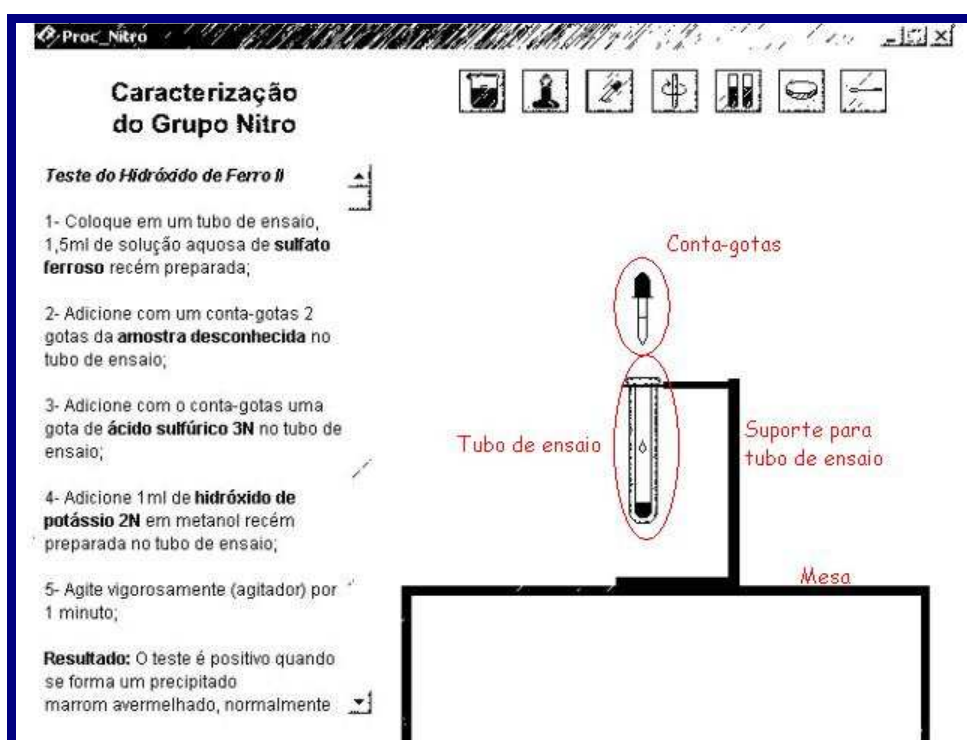 Proc_Nitro
Caracterização
do Grupo Nitro
Teste do Hidróxido de Ferro II
1- Coloque em um tubo de ensaio,
1,5ml de solução aquosa de sulfato
ferroso recém preparada;
2- Adicione com um conta-gotas 2
gotas da amostra desconhecida no
tubo de ensaio;
3- Adicione com o conta-gotas uma
gota de ácido sulfúrico 3N no tubo de
ensaio;
4- Adicione 1ml de hidróxido de
potássio 2N em metanol recém
preparada no tubo de ensaio;
5- Agite vigorosamente (agitador) por
1 minuto;
Resultado: O teste é positivo quando
se forma um precipitado
marrom avermelhado, normalmente
Conta-gotas
Tubo de ensaio
Suporte para
tubo de ensaio
Mesa